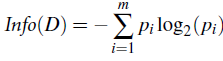 Info(D) = − ∑_{i=1}^{m} p_i log_2(p_i)